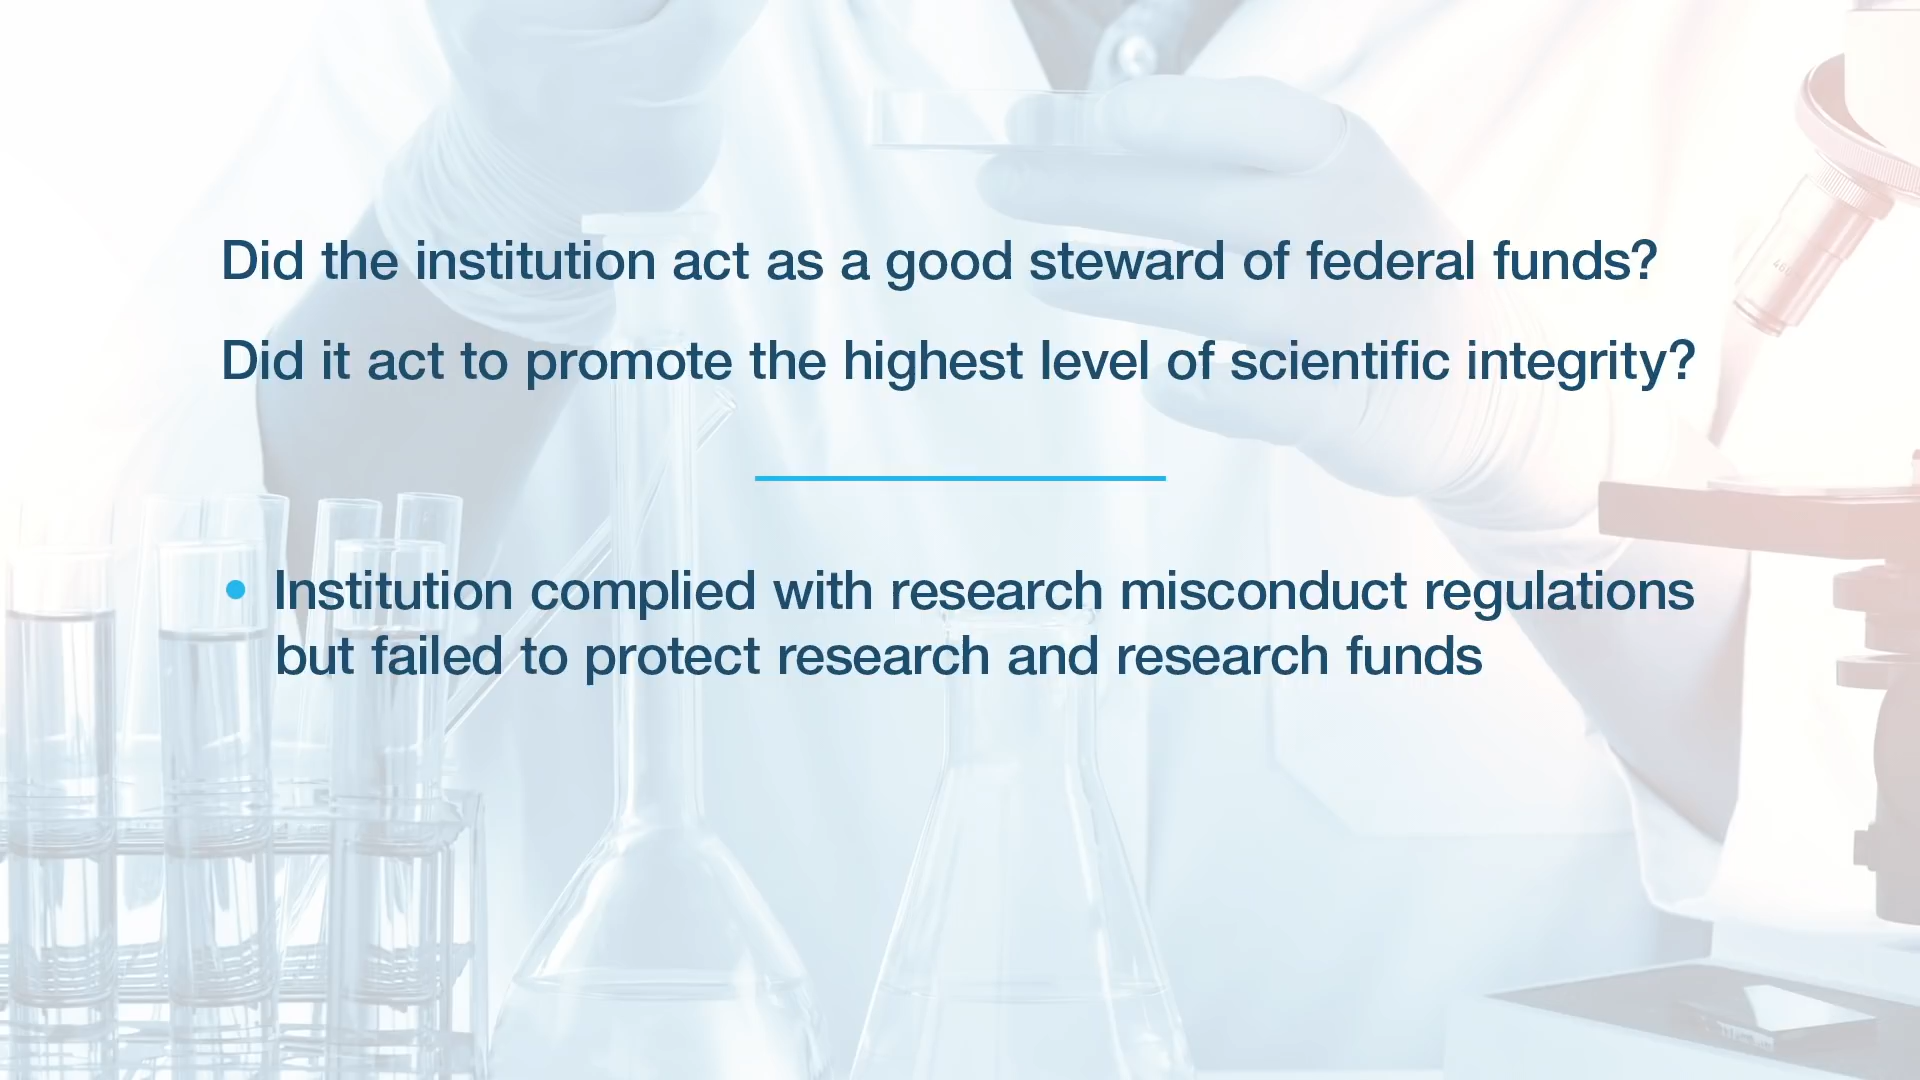 Did the institution act as a good steward of federal funds?
Did it act to promote the highest level of scientific integrity?
• Institution complied with research misconduct regulations
but failed to protect research and research funds